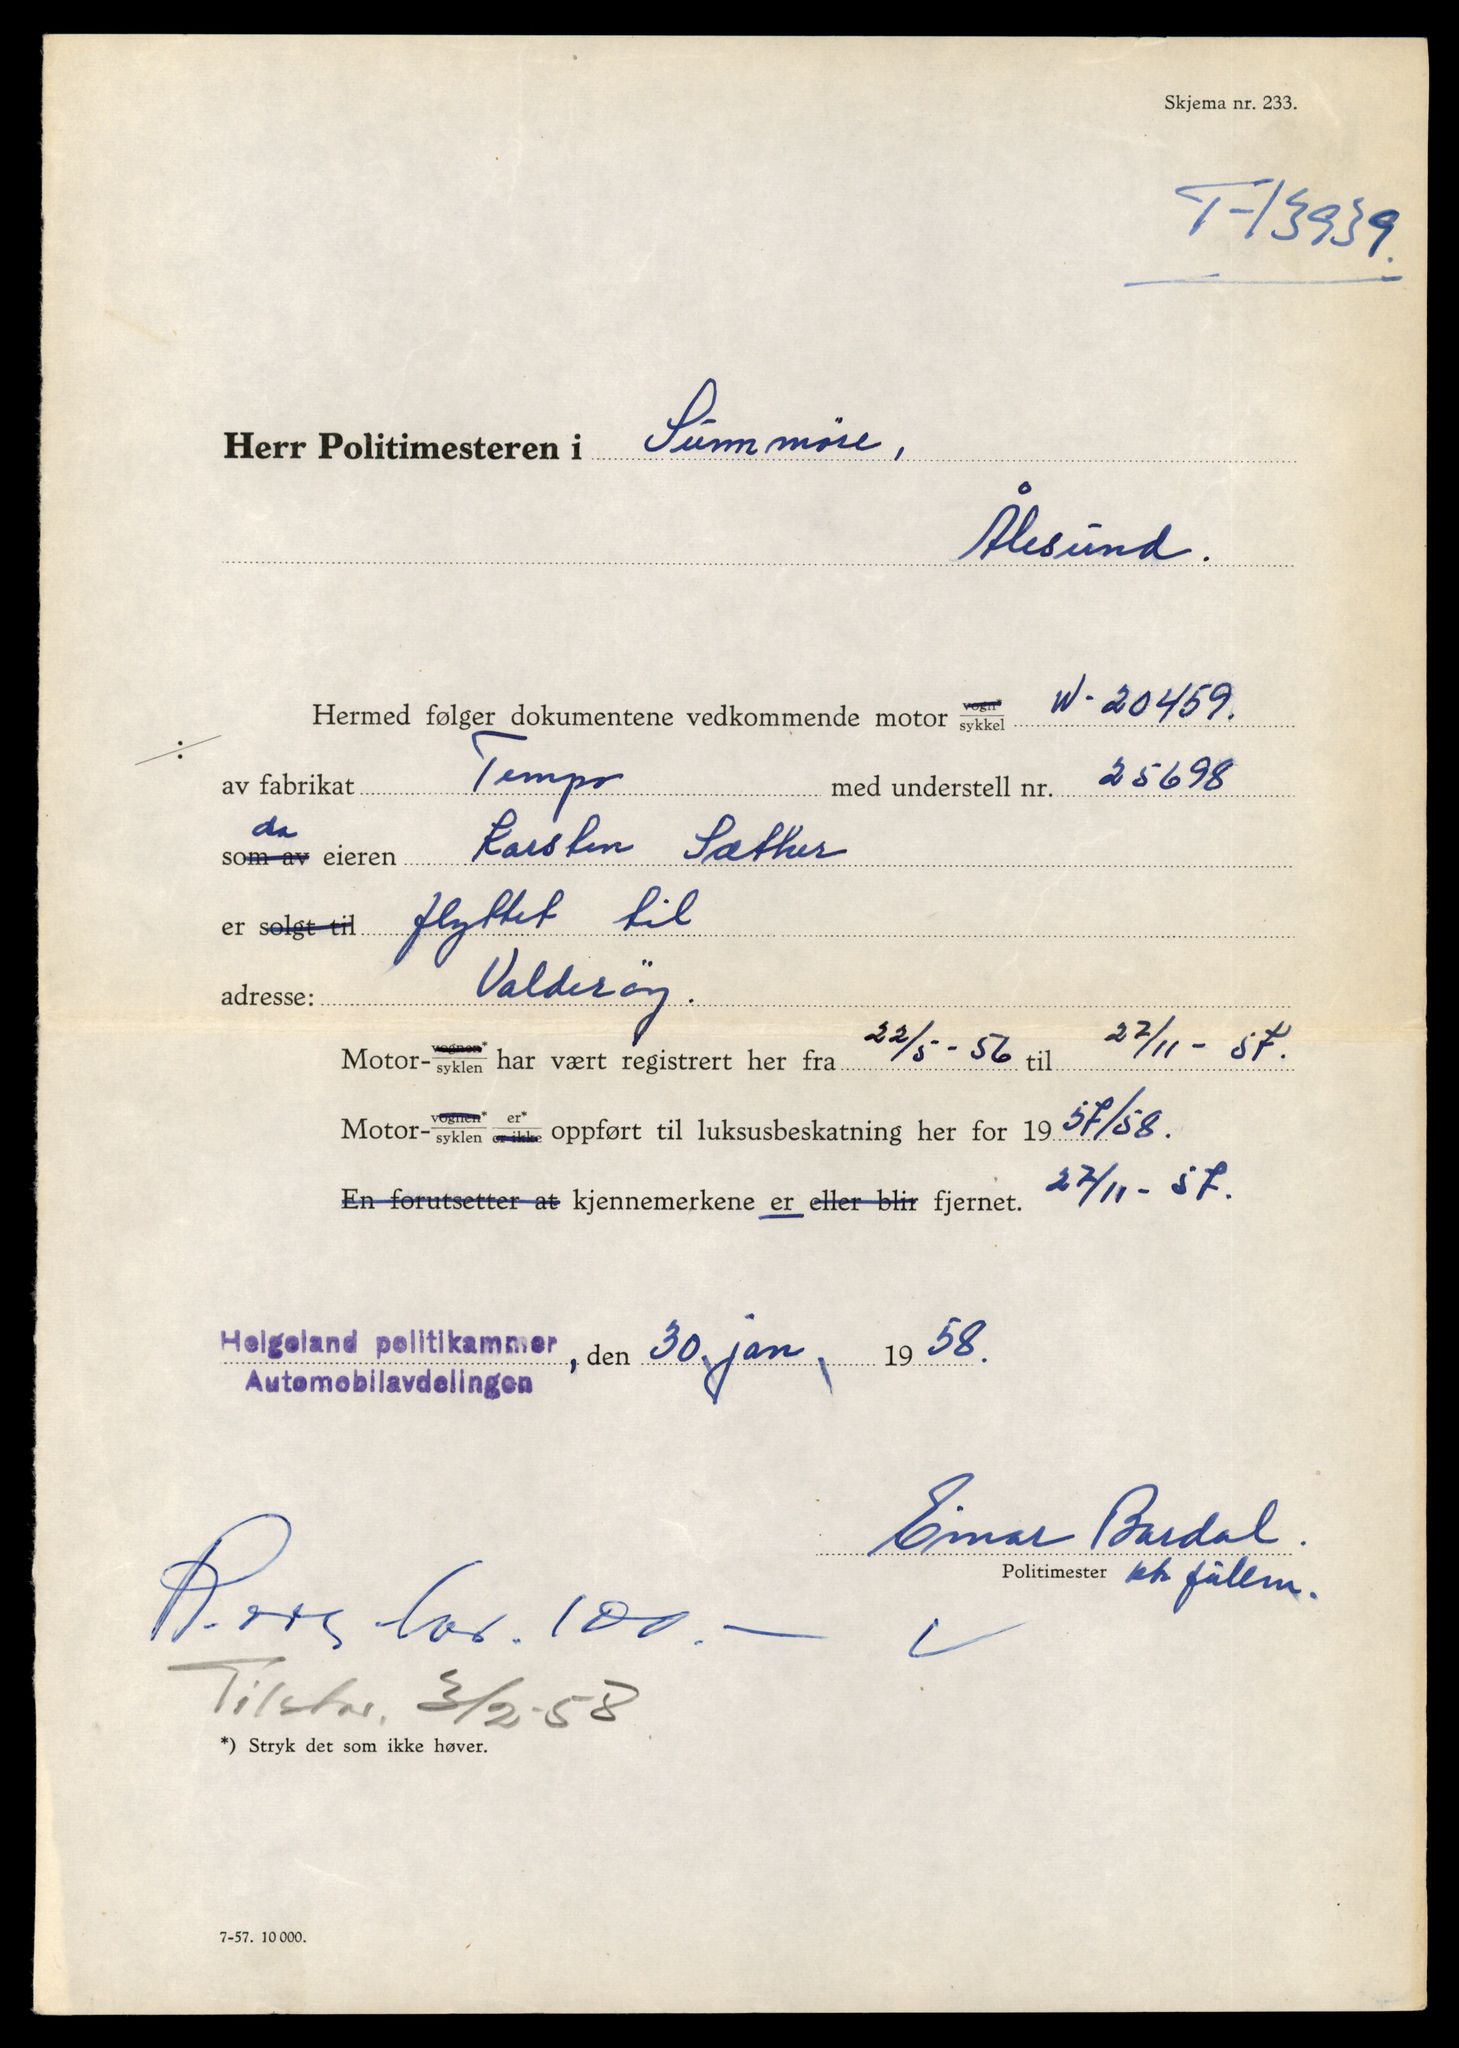 Skjema nr. 233.
T-13939.
Herr Politimesteren i Sunnmöre,
Ålesund.
Hermed følger dokumentene vedkommende motor vogn* sykkel W-20459.
av fabrikat Tempo med understell nr. 25698
da
som av eieren Karsten Sæther
er solgt til flyttet til
adresse: Valderöy.
Motor-vognen* syklen har vært registrert her fra 22/5-56 til 27/11-57.
Motor-vognen* syklen er* er ikke oppført til luksusbeskatning her for 1957/58.
En forutsetter at kjennemerkene er eller blir fjernet. 27/11-57.
Helgeland politikammer, den 30. jan. 1958.
Automobilavdelingen
Einar Bardal.
Politimester fullm.
100.-
3/2-58
*) Stryk det som ikke høver.
7-57. 10 000.